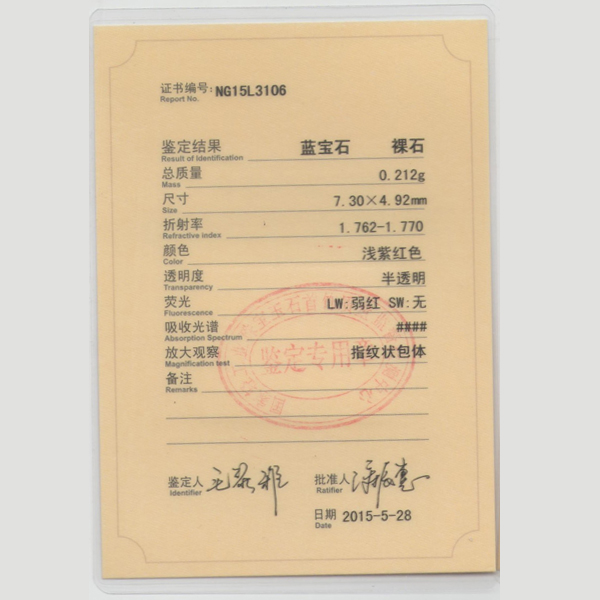 证书编号: NG15L3106
Report No.
鉴定结果 蓝宝石 裸石
Result of Identification
总质量 0.212g
Mass
尺寸 7.30×4.92mm
Size
折射率 1.762-1.770
Refractive index
颜色 浅紫红色
Color
透明度 半透明
Transparency
荧光 LW:弱红 SW:无
Fluorescence
吸收光谱 ####
Absorption Spectrum
放大观察 指纹状包体
Magnification test
鉴定专用章
备注
Remarks
鉴定人
Identifier
批准人
Ratifier
日期 2015-5-28
Date